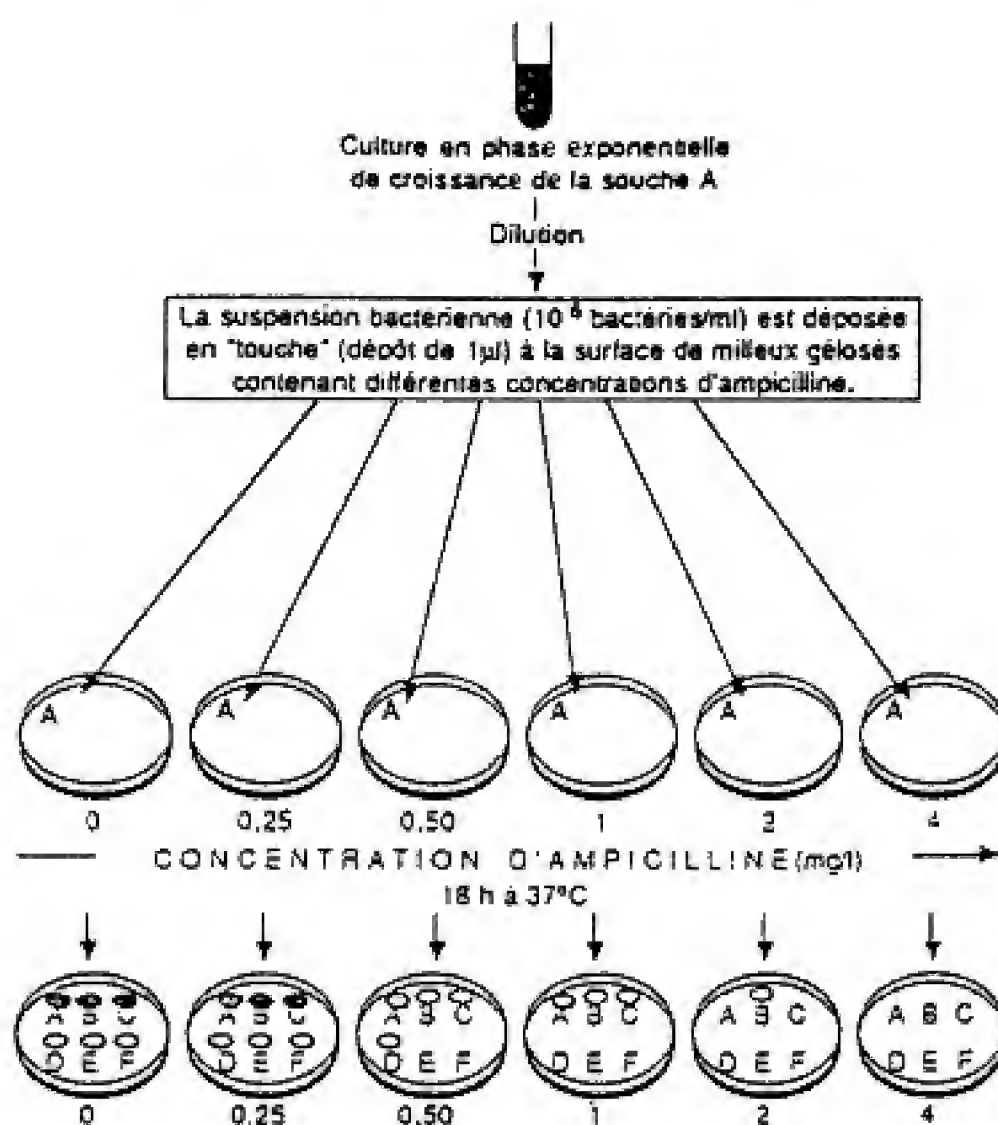 Culture en phase exponentielle
de croissance de la souche A
Dilution
La suspension bactérienne (10 bactéries/ml) est déposée
en "touche" (dépôt de 1µl) à la surface de milieux gélosés
contenant différentes concentrations d'ampicilline.
A A A A A A
0 0.25 0.50 1 2 4
CONCENTRATION D'AMPICILLINE (mg/l)
18 h à 37°C
A B C A B C A B C A B C A B C A B C
D E F D E F D E F D E F D E F D E F
0 0.25 0.50 1 2 4